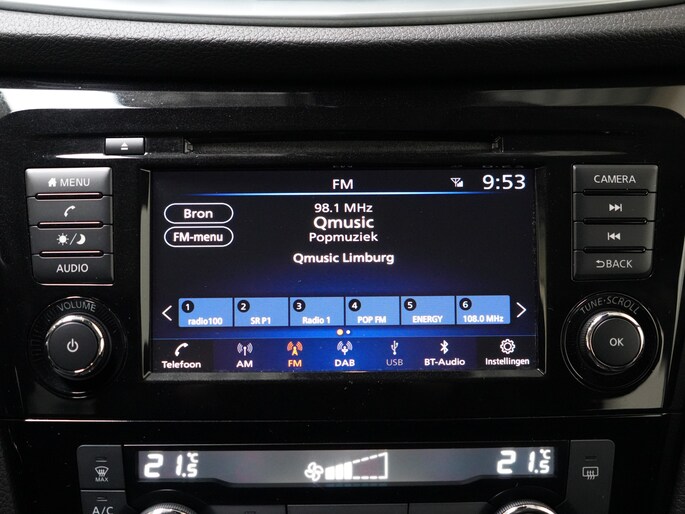 FM
9:53
MENU
AUDIO
VOLUME
Bron
FM-menu
98.1 MHz
Qmusic
Popmuziek
Qmusic Limburg
1 2 3 4 5 6
radio100 SR P1 Radio 1 POP FM ENERGY 108.0 MHz
Telefoon AM FM DAB USB BT-Audio Instellingen
CAMERA
BACK
TUNE·SCROLL
OK
21.5°C
21.5°C
MAX
A/C